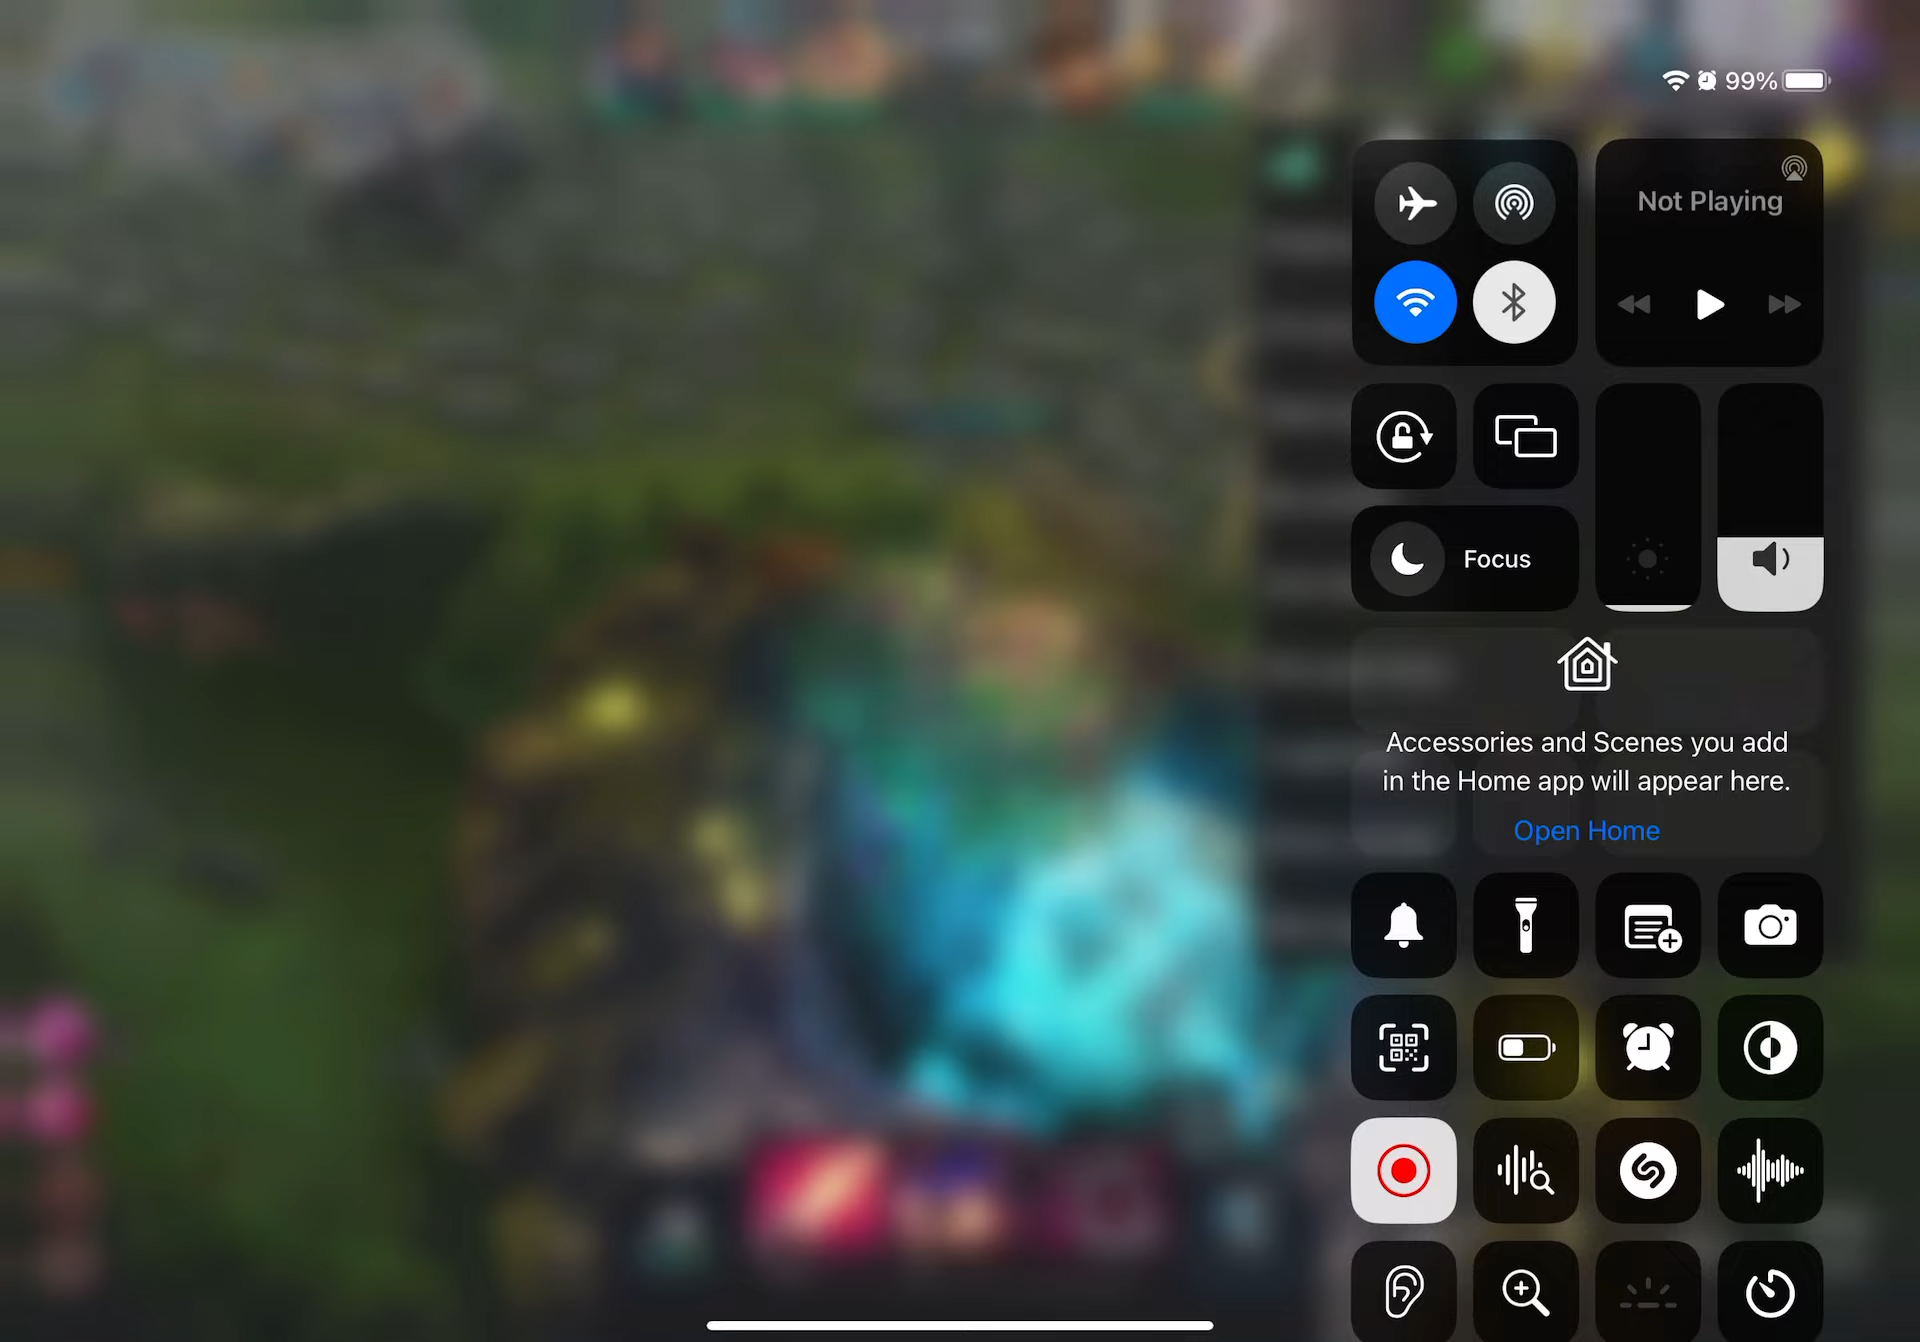 99%
Not Playing
Focus
Accessories and Scenes you add
in the Home app will appear here.
Open Home